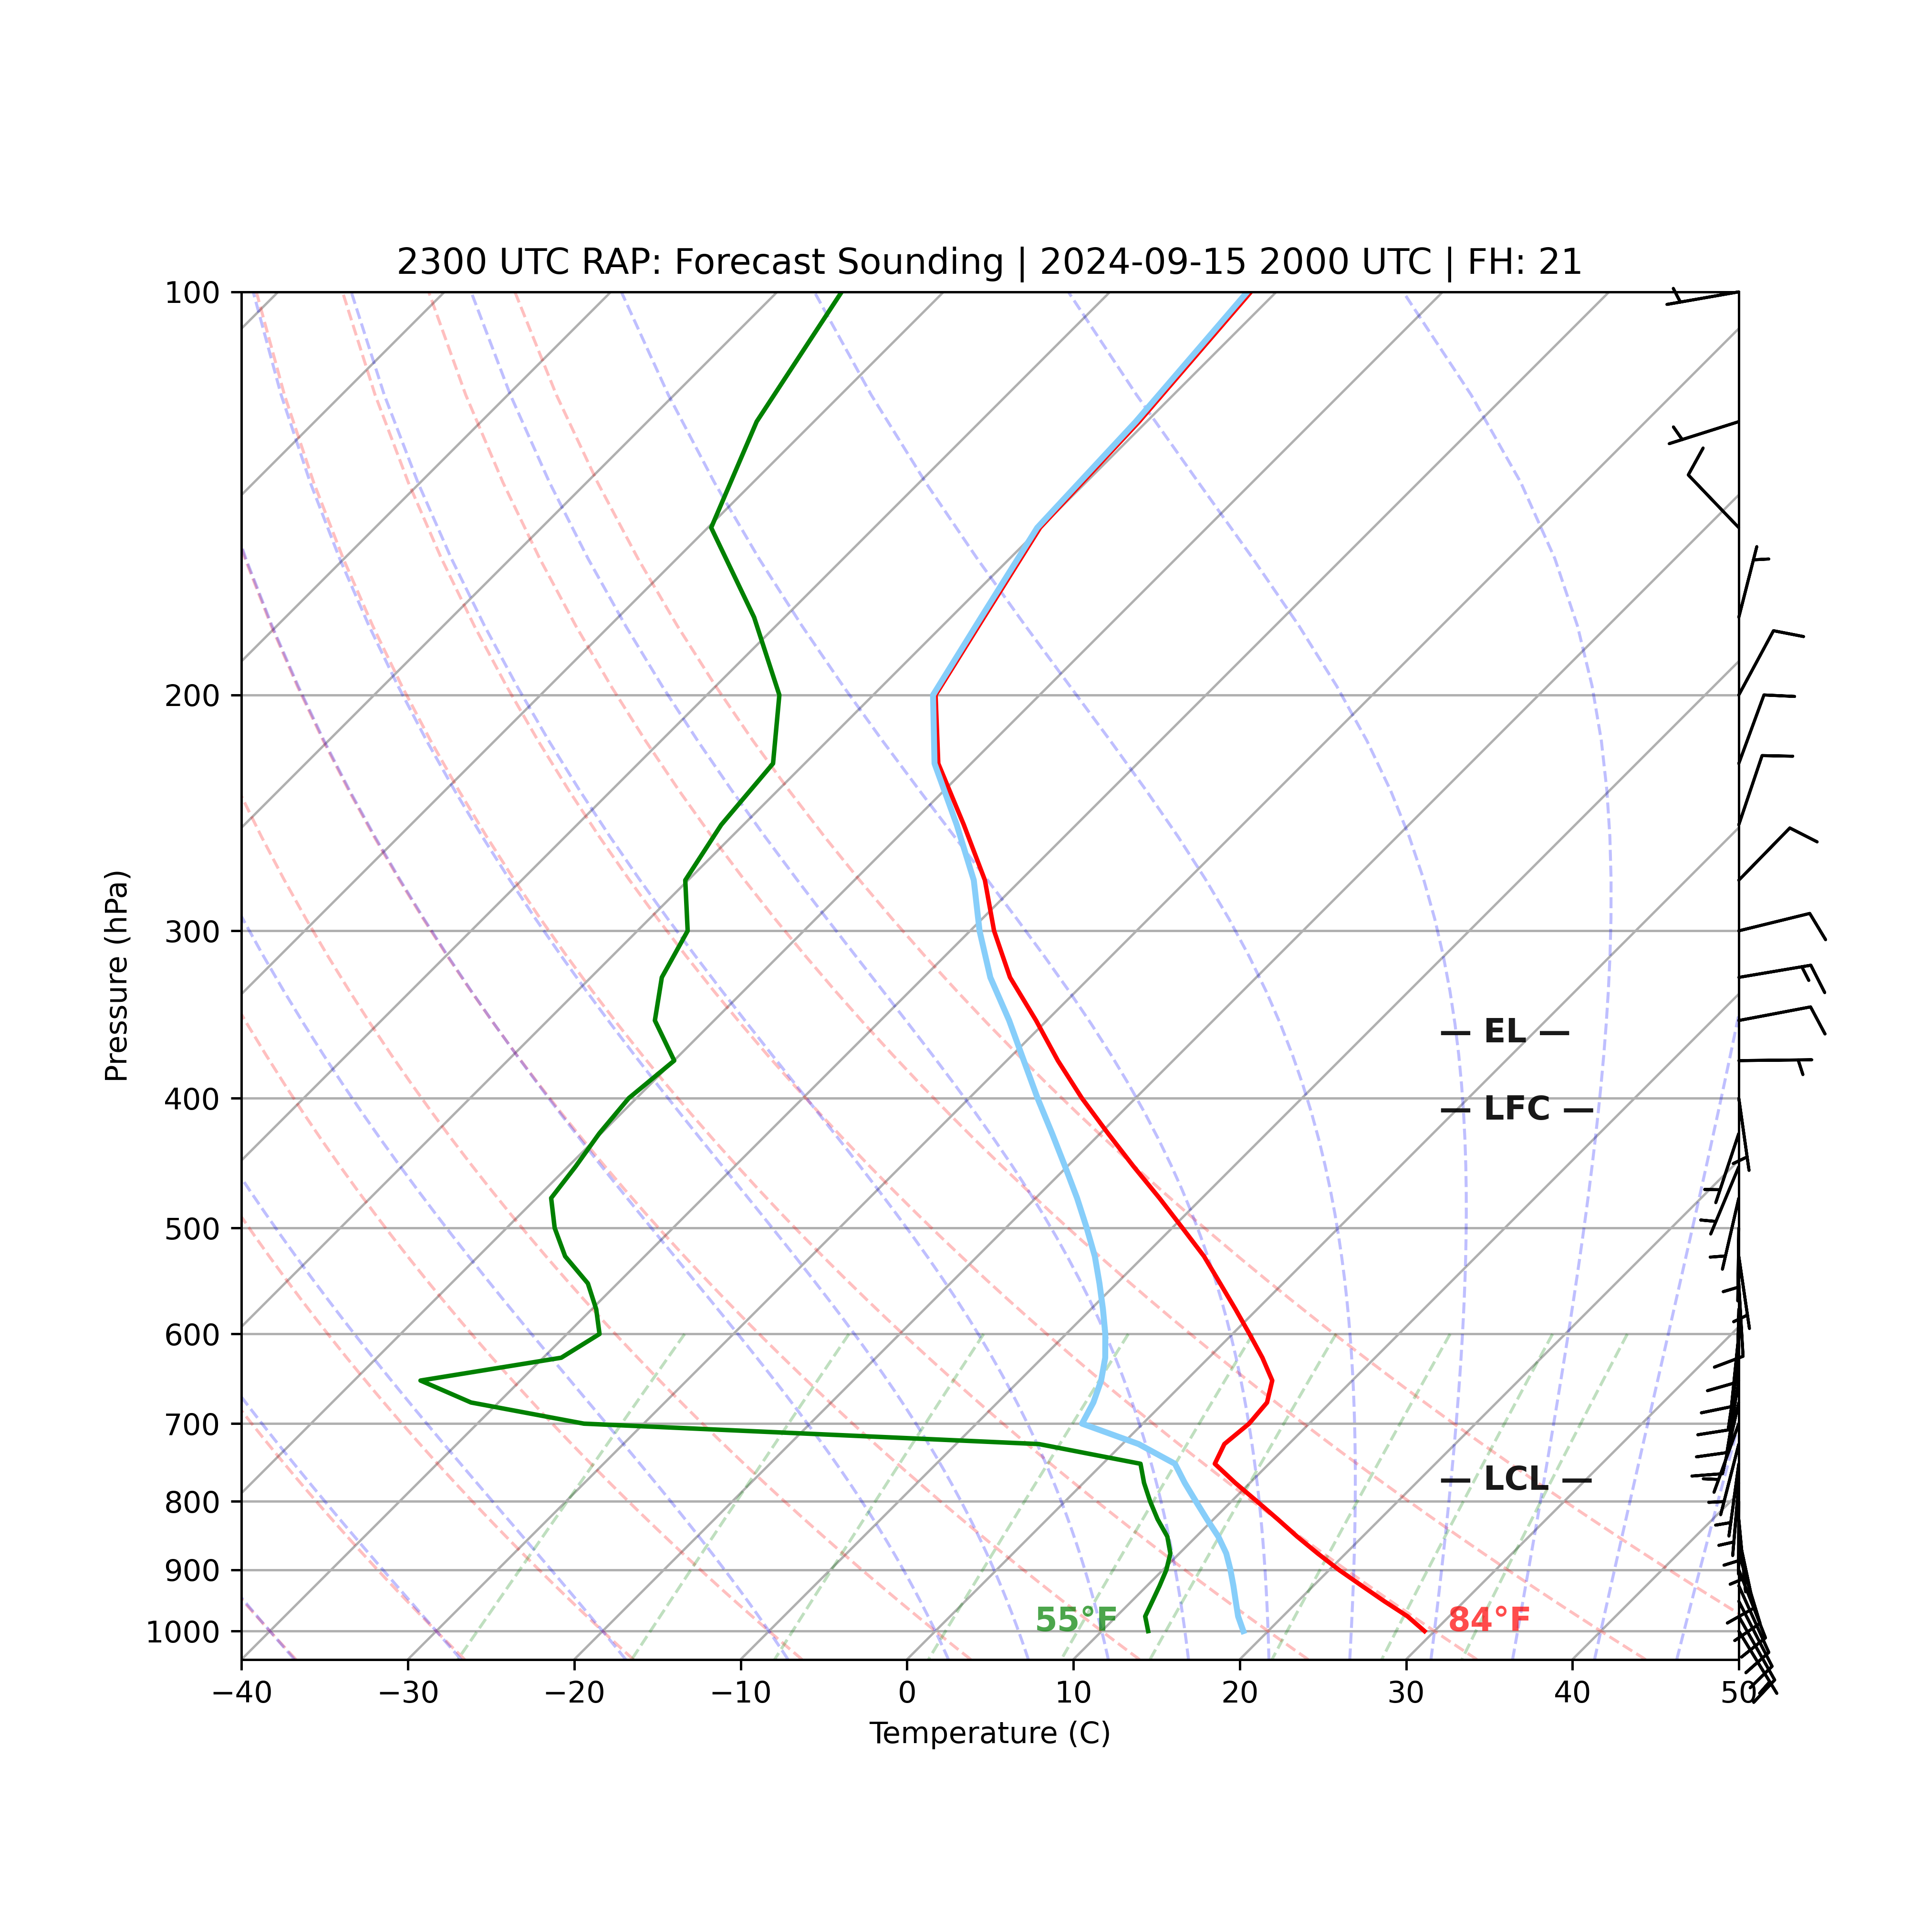 2300 UTC RAP: Forecast Sounding | 2024-09-15 2000 UTC | FH: 21
100
200
300
— EL —
400
— LFC —
500
600
700
— LCL —
800
900
55°F
84°F
1000
−40 −30 −20 −10 0 10 20 30 40 50
Temperature (C)
Pressure (hPa)